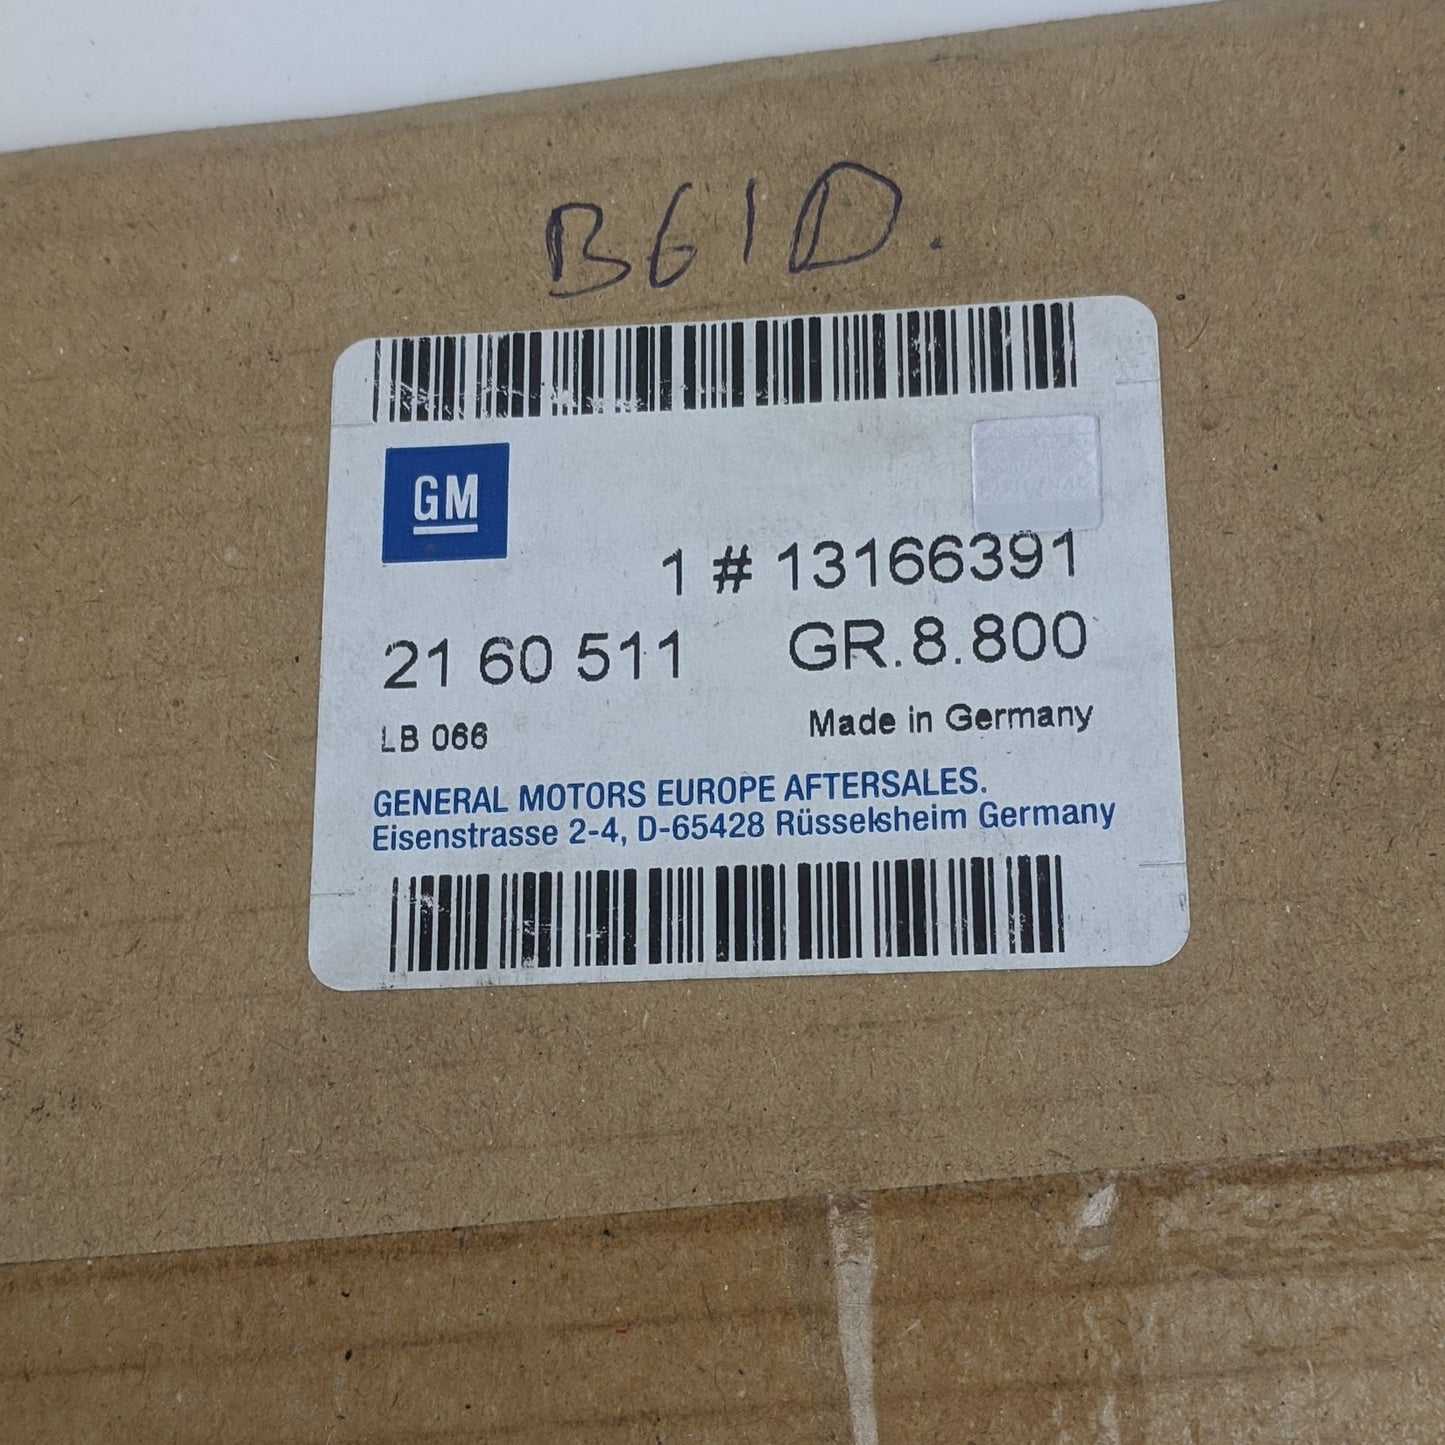 B61D.
GM
1 # 13166391
21 60 511 GR.8.800
LB 066 Made in Germany
GENERAL MOTORS EUROPE AFTERSALES.
Eisenstrasse 2-4, D-65428 Rüsselsheim Germany